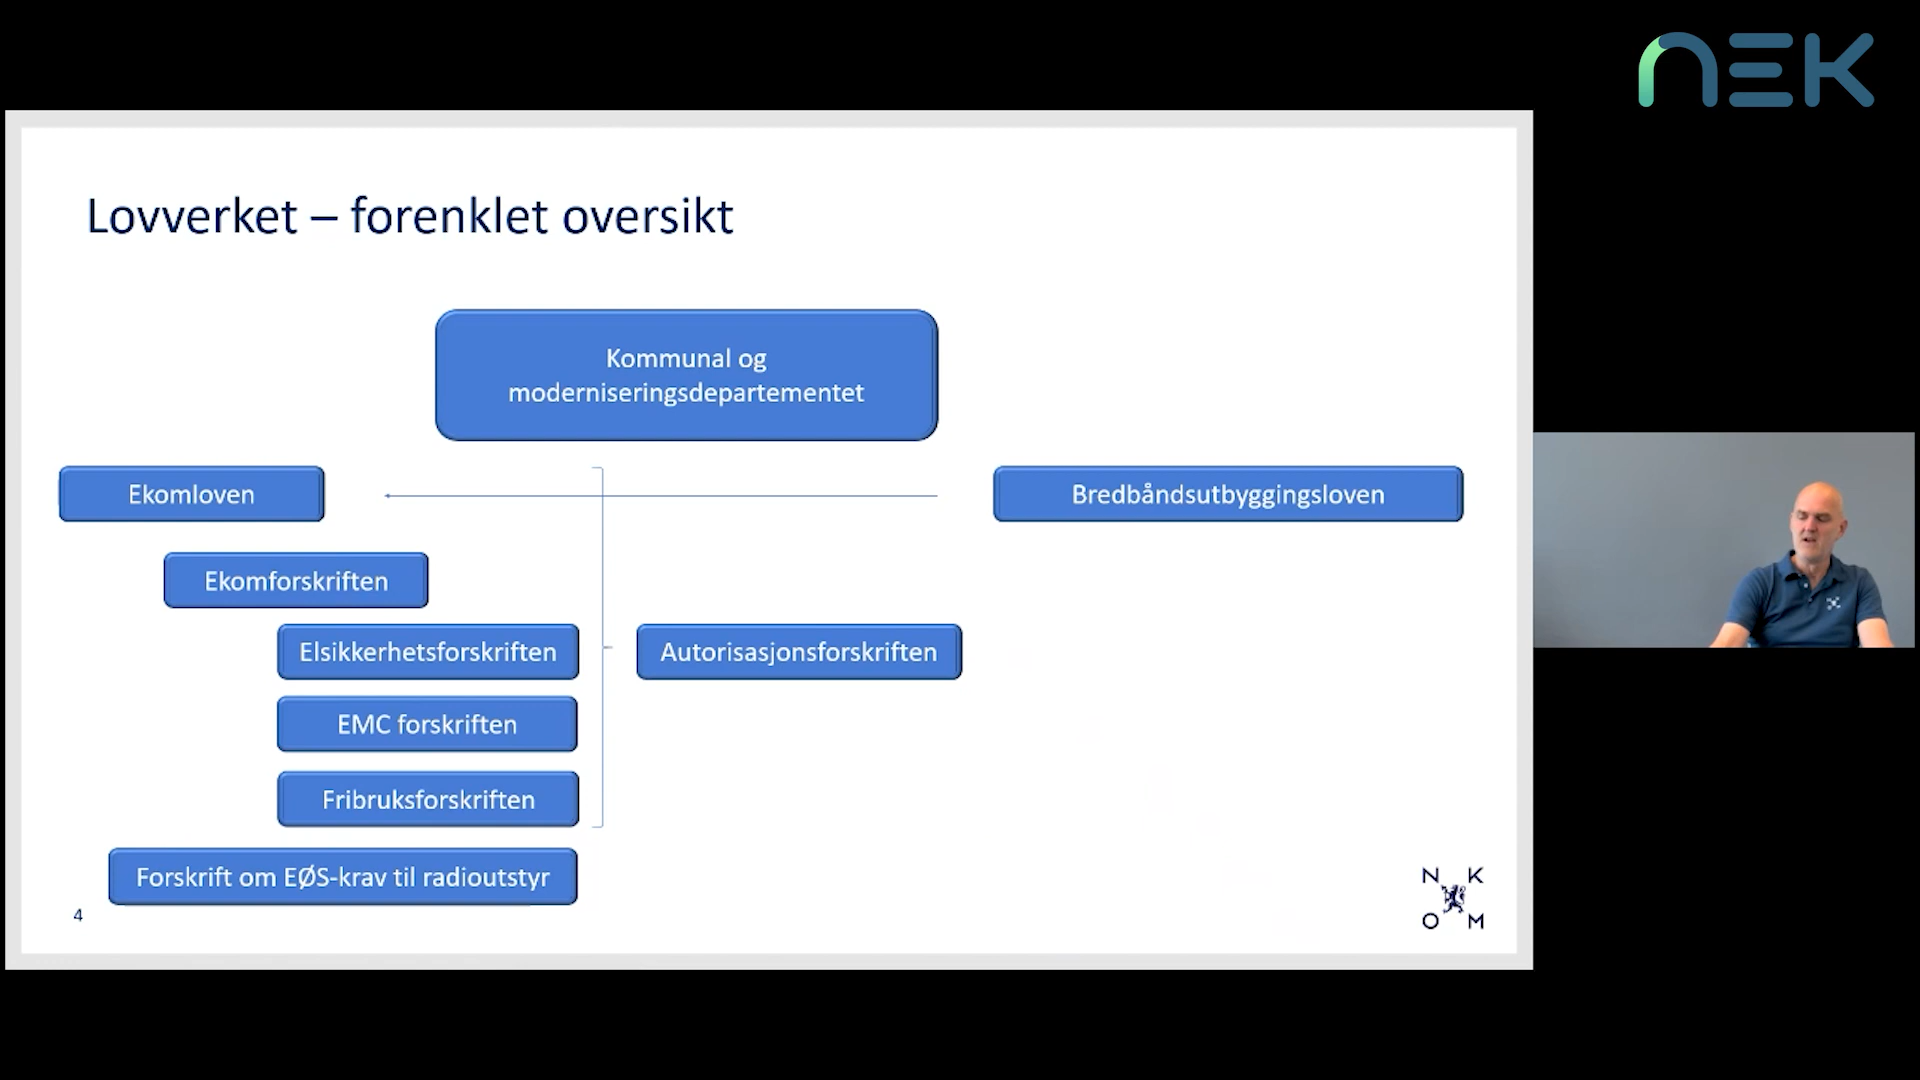 NEK
Lovverket – forenklet oversikt
Kommunal og
moderniseringsdepartementet
Ekomloven
Bredbåndsutbyggingsloven
Ekomforskriften
Elsikkerhetsforskriften
Autorisasjonsforskriften
EMC forskriften
Fribruksforskriften
Forskrift om EØS-krav til radioutstyr
4
N K
O M